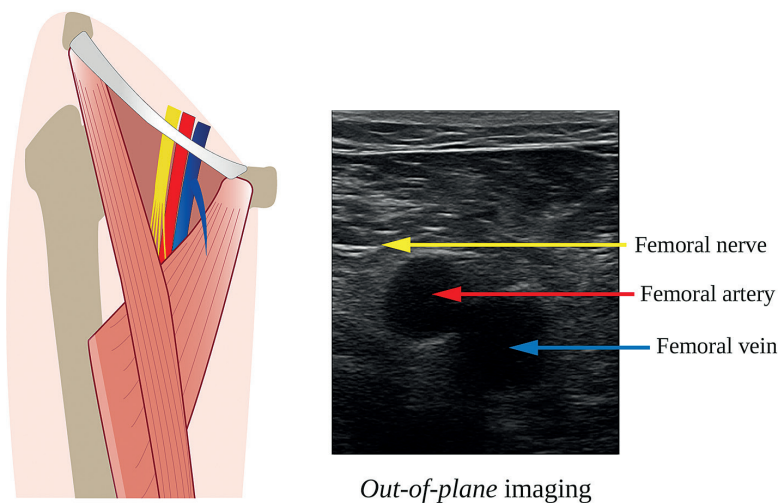 Femoral nerve
Femoral artery
Femoral vein
Out-of-plane imaging